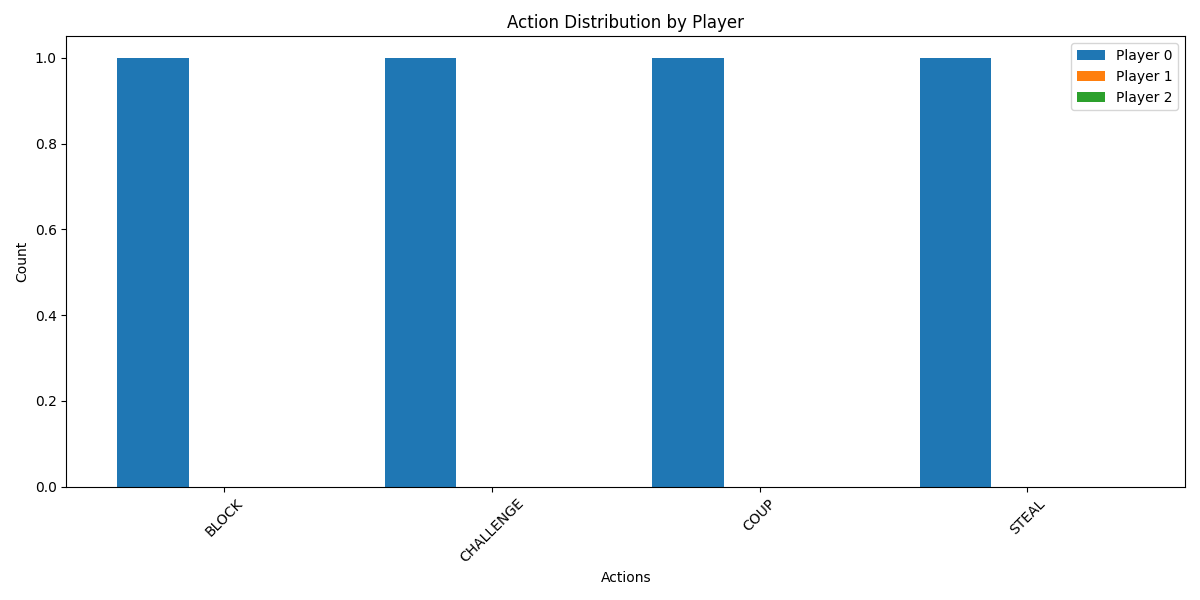 Action Distribution by Player
Player 0
Player 1
Player 2
1.0
0.8
0.6
0.4
0.2
0.0
Count
BLOCK
CHALLENGE
COUP
STEAL
Actions